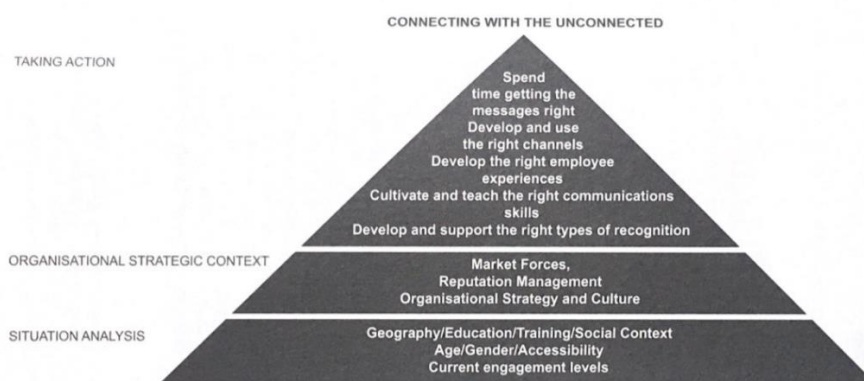 CONNECTING WITH THE UNCONNECTED
TAKING ACTION
Spend
time getting the
messages right
Develop and use
the right channels
Develop the right employee
experiences
Cultivate and teach the right communications
skills
Develop and support the right types of recognition
ORGANISATIONAL STRATEGIC CONTEXT
Market Forces,
Reputation Management
Organisational Strategy and Culture
SITUATION ANALYSIS
Geography/Education/Training/Social Context
Age/Gender/Accessibility
Current engagement levels